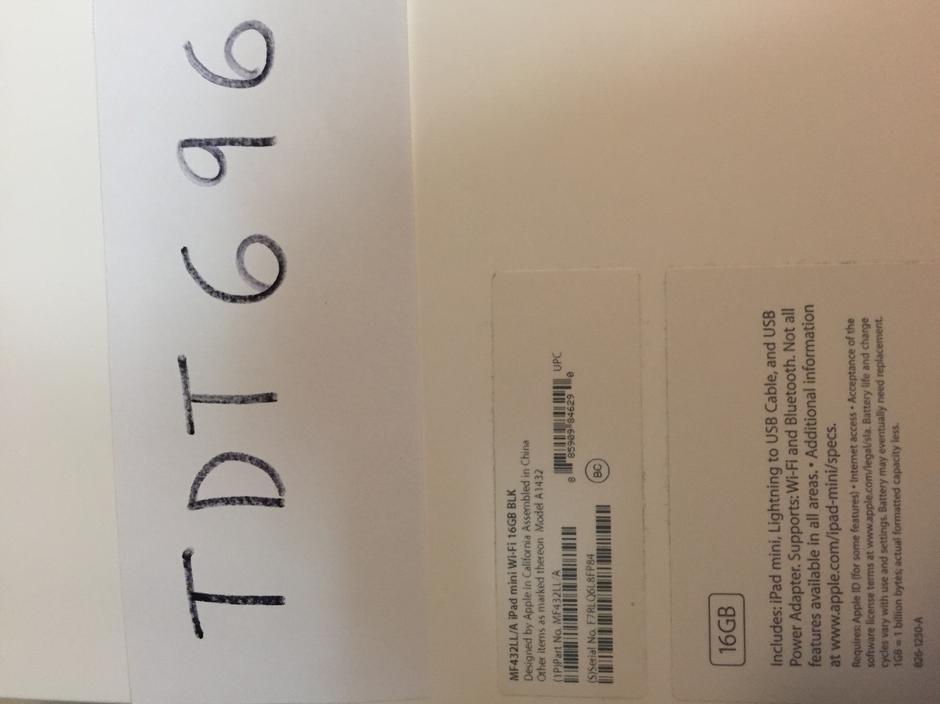 TDT696
MF432LL/A iPad mini Wi-Fi 16GB BLK
Designed by Apple in California Assembled in China
Other items as marked thereon Model A1432
(1P)Part No. MF432LL/A
(S)Serial No. F7RLQ6L8FP84
8 85909 84629 0
UPC
BC
16GB
Includes: iPad mini, Lightning to USB Cable, and USB
Power Adapter. Supports: Wi-Fi and Bluetooth. Not all
features available in all areas. • Additional information
at www.apple.com/ipad-mini/specs.
Requires: Apple ID (for some features) • Internet access • Acceptance of the
software license terms at www.apple.com/legal/sla. Battery life and charge
cycles vary with use and settings. Battery may eventually need replacement.
1GB = 1 billion bytes; actual formatted capacity less.
826-1250-A